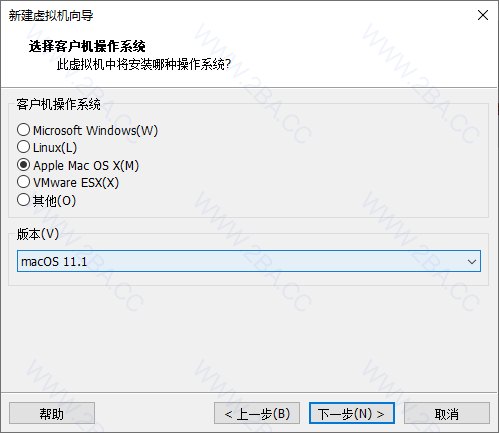 新建虚拟机向导
选择客户机操作系统
此虚拟机中将安装哪种操作系统?
客户机操作系统
Microsoft Windows(W)
Linux(L)
Apple Mac OS X(M)
VMware ESX(X)
其他(O)
版本(V)
macOS 11.1
帮助
< 上一步(B)
下一步(N) >
取消
WWW.2BA.CC